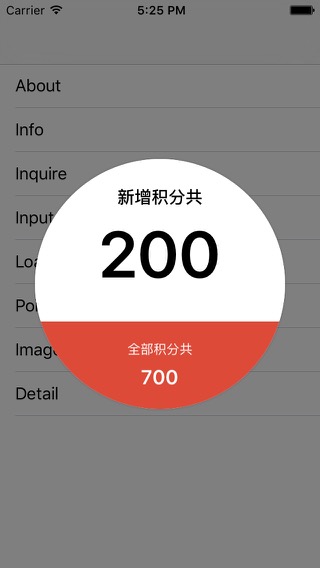 Carrier 5:25 PM
About
Info
Inquire
新增积分共
Input
200
Loa
Po
全部积分共
Image
700
Detail